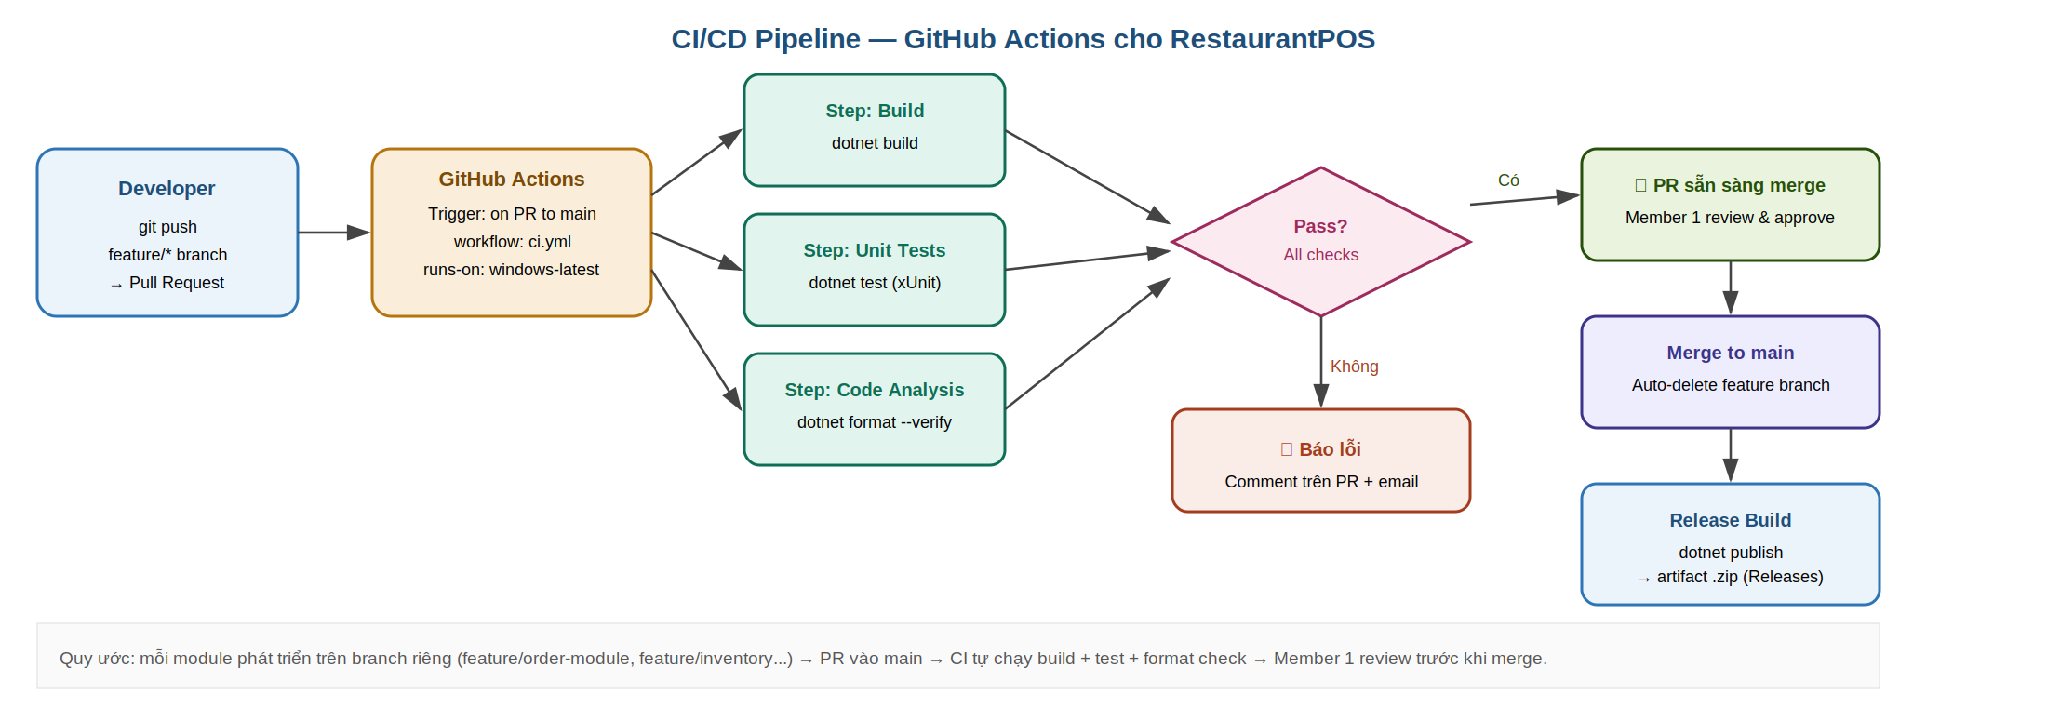 CI/CD Pipeline — GitHub Actions cho RestaurantPOS
Developer
git push
feature/* branch
→ Pull Request
GitHub Actions
Trigger: on PR to main
workflow: ci.yml
runs-on: windows-latest
Step: Build
dotnet build
Step: Unit Tests
dotnet test (xUnit)
Step: Code Analysis
dotnet format --verify
Pass?
All checks
Có
Không
PR sẵn sàng merge
Member 1 review & approve
Báo lỗi
Comment trên PR + email
Merge to main
Auto-delete feature branch
Release Build
dotnet publish
→ artifact .zip (Releases)
Quy ước: mỗi module phát triển trên branch riêng (feature/order-module, feature/inventory...) → PR vào main → CI tự chạy build + test + format check → Member 1 review trước khi merge.